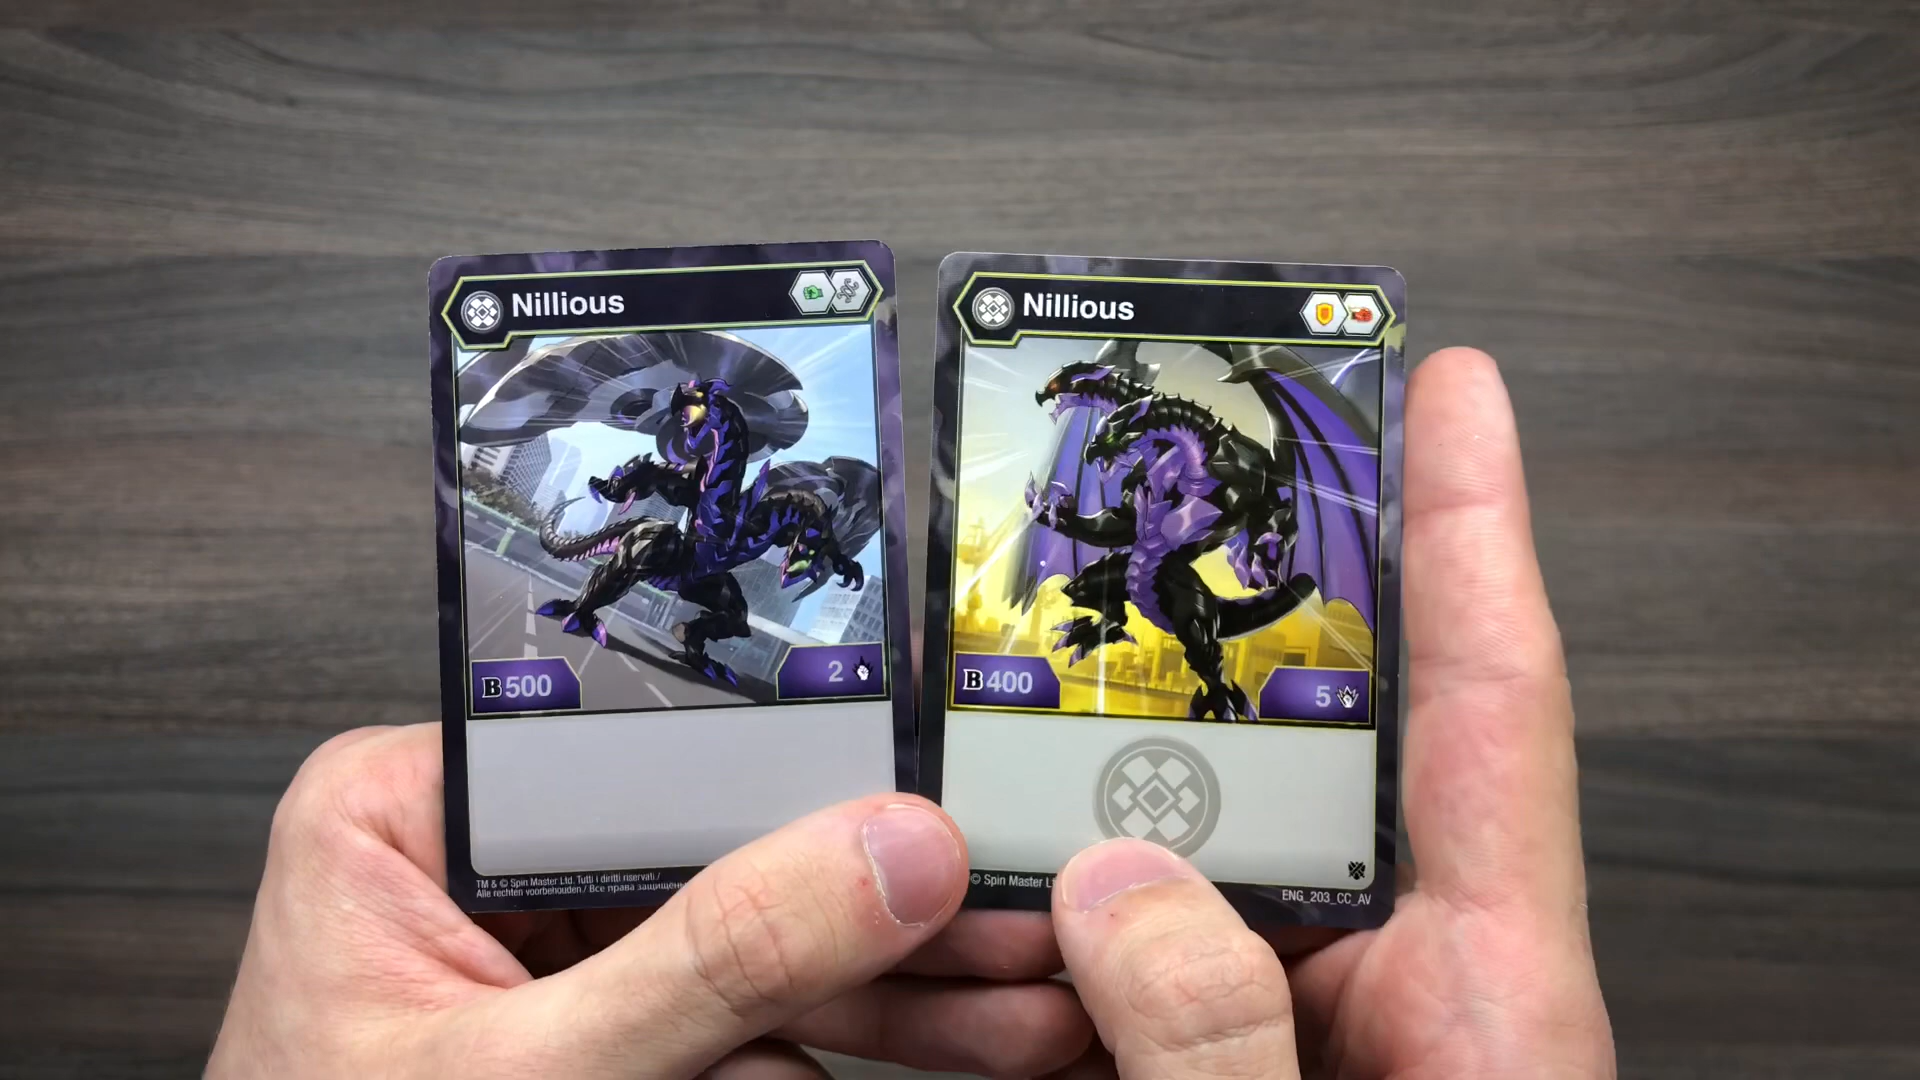 Nillious
B500
2
TM & © Spin Master Ltd. Tutti i diritti riservati./
Alle rechten voorbehouden./ Все права
Nillious
B400
5
© Spin Master
ENG_203_CC_AV